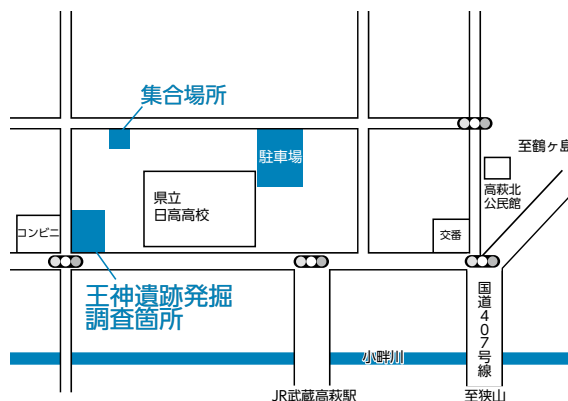 集合場所
駐車場
至鶴ヶ島
県立
日高高校
高萩北
公民館
コンビニ
交番
王神遺跡発掘
調査箇所
国道407号線
小畔川
JR武蔵高萩駅
至狭山